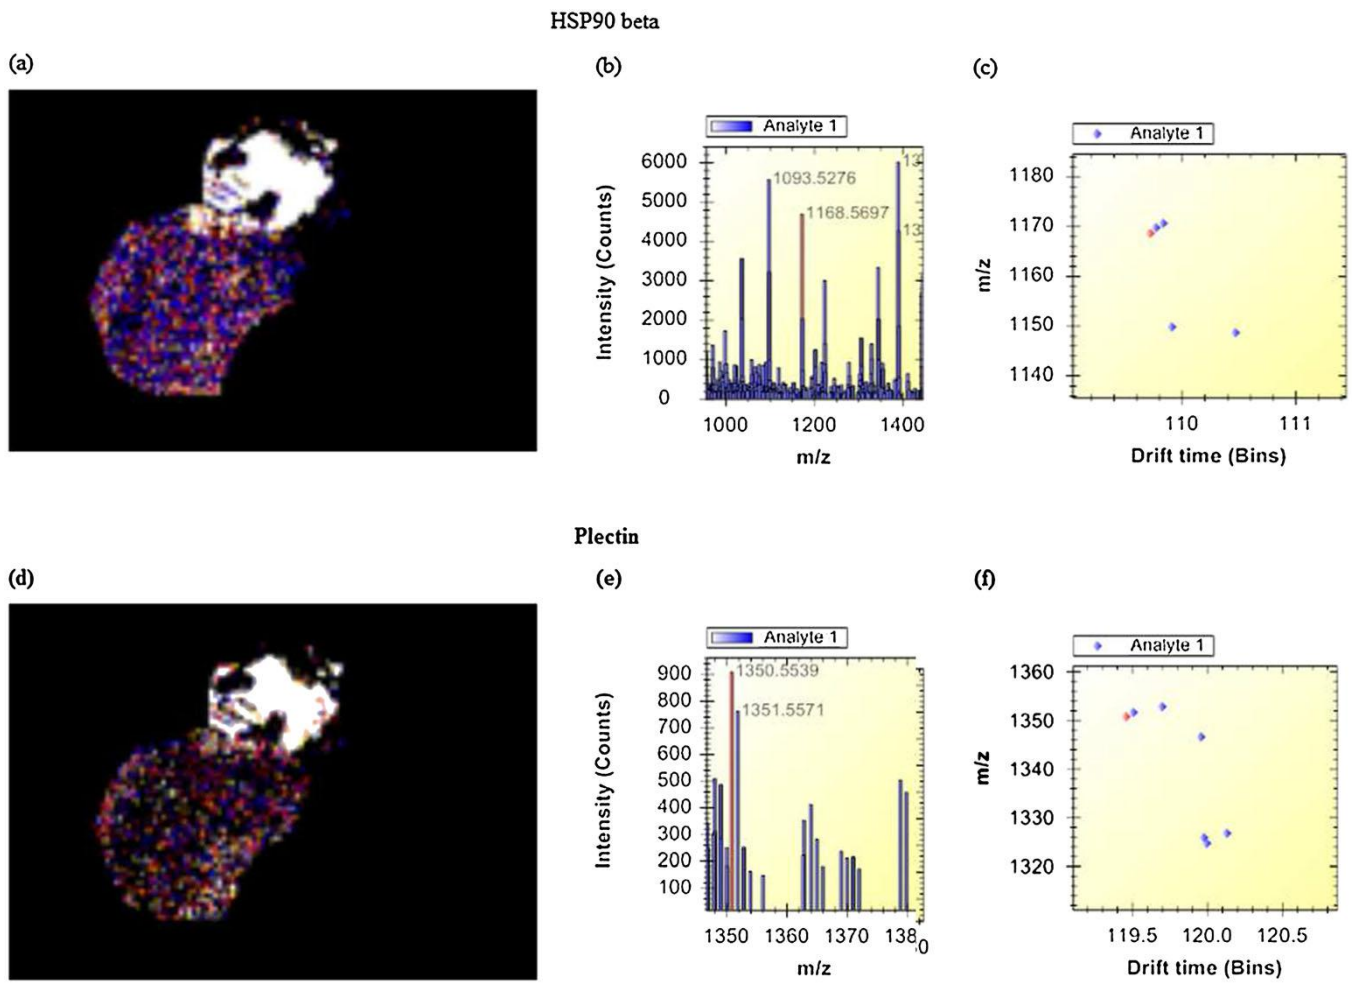 HSP90 beta
(a)
(b)
(c)
Analyte 1
6000
5000
4000
3000
2000
1000
0
Intensity (Counts)
1093.5276
1168.5697
13
13
1000 1200 1400
m/z
Analyte 1
1180
1170
1160
1150
1140
m/z
110 111
Drift time (Bins)
Plectin
(d)
(e)
(f)
Analyte 1
900
800
700
600
500
400
300
200
100
Intensity (Counts)
1350.5539
1351.5571
1350 1360 1370 1380
m/z
Analyte 1
1360
1350
1340
1330
1320
m/z
119.5 120.0 120.5
Drift time (Bins)